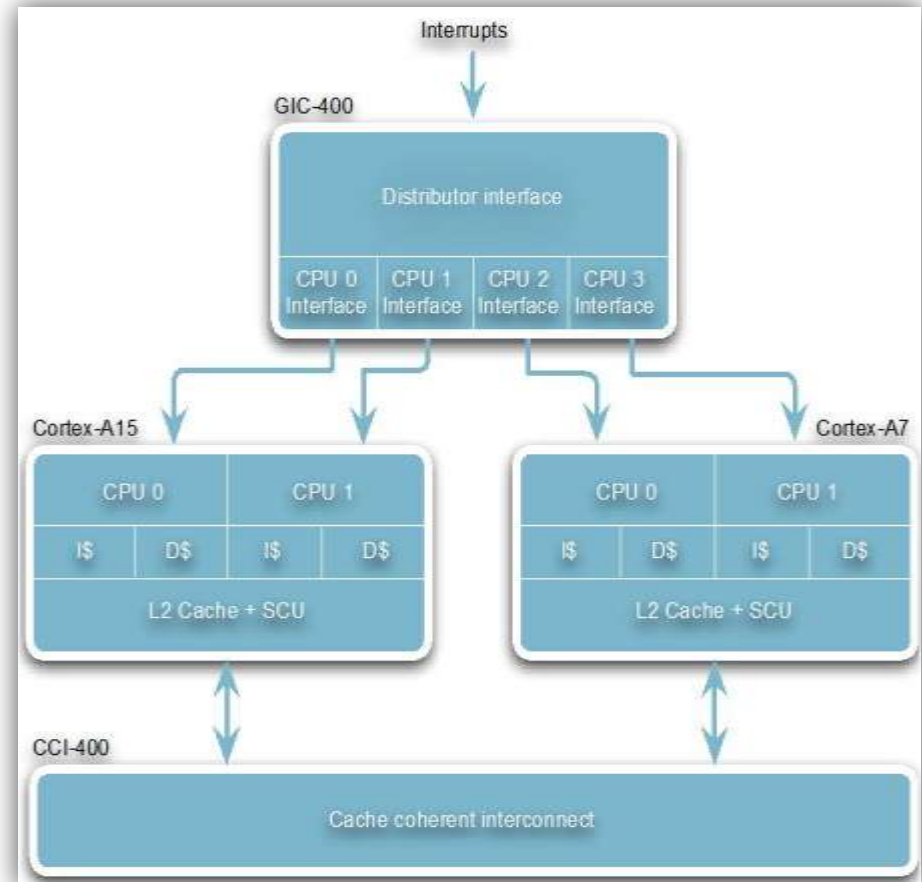 Interrupts
GIC-400
Distributor interface
CPU 0 CPU 1 CPU 2 CPU 3
Interface Interface Interface Interface
Cortex-A15 Cortex-A7
CPU 0 CPU 1 CPU 0 CPU 1
I$ D$ I$ D$ I$ D$ I$ D$
L2 Cache + SCU L2 Cache + SCU
CCI-400
Cache coherent interconnect